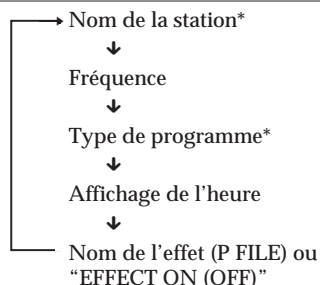 Nom de la station*
Fréquence
Type de programme*
Affichage de l’heure
Nom de l’effet (P FILE) ou
“EFFECT ON (OFF)”